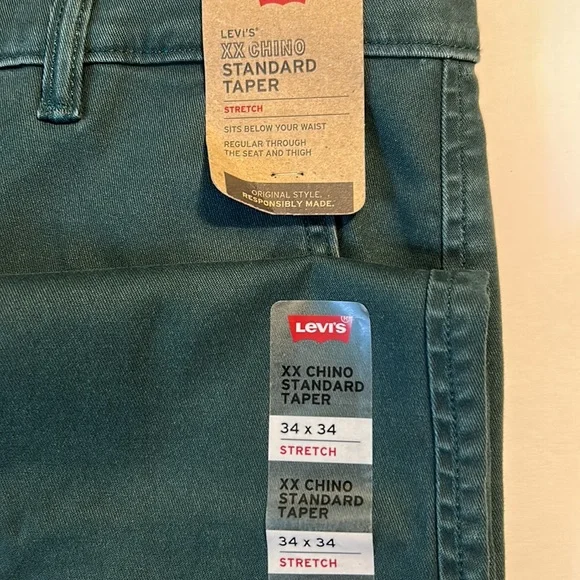 LEVI'S®
XX CHINO
STANDARD
TAPER
STRETCH
SITS BELOW YOUR WAIST
REGULAR THROUGH
THE SEAT AND THIGH
ORIGINAL STYLE.
RESPONSIBLY MADE.
LEVI'S
XX CHINO
STANDARD
TAPER
34 x 34
STRETCH
XX CHINO
STANDARD
TAPER
34 x 34
STRETCH